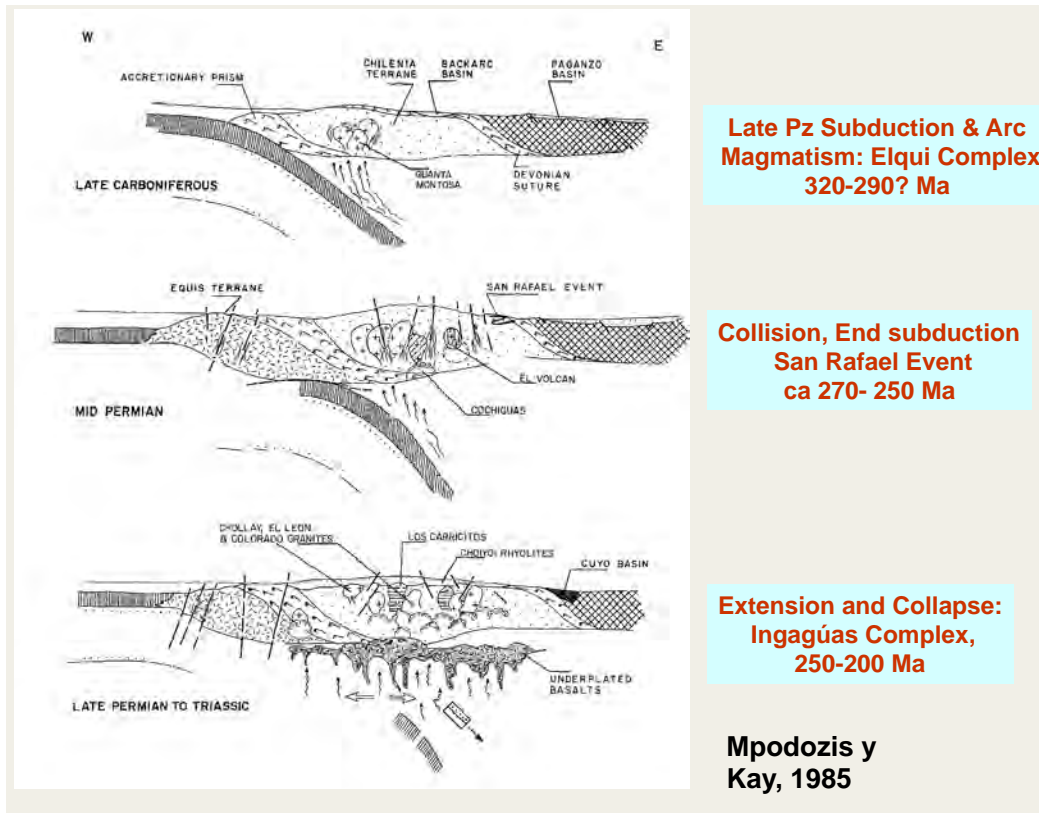 W
E
CHILENIA
TERRANE
BACKARC
BASIN
PAGANZO
BASIN
ACCRETIONARY PRISM
GUANTA
MONTOSA
DEVONIAN
SUTURE
LATE CARBONIFEROUS
Late Pz Subduction & Arc
Magmatism: Elqui Complex
320-290? Ma
EQUIS TERRANE
SAN RAFAEL EVENT
EL VOLCAN
COCHIGUAS
MID PERMIAN
Collision, End subduction
San Rafael Event
ca 270- 250 Ma
CHOLLAY, EL LEON
& COLORADO GRANITES
LOS CARRICITOS
CHOIYOI RHYOLITES
CUYO BASIN
UNDERPLATED
BASALTS
LATE PERMIAN TO TRIASSIC
Extension and Collapse:
Ingagúas Complex,
250-200 Ma
Mpodozis y
Kay, 1985